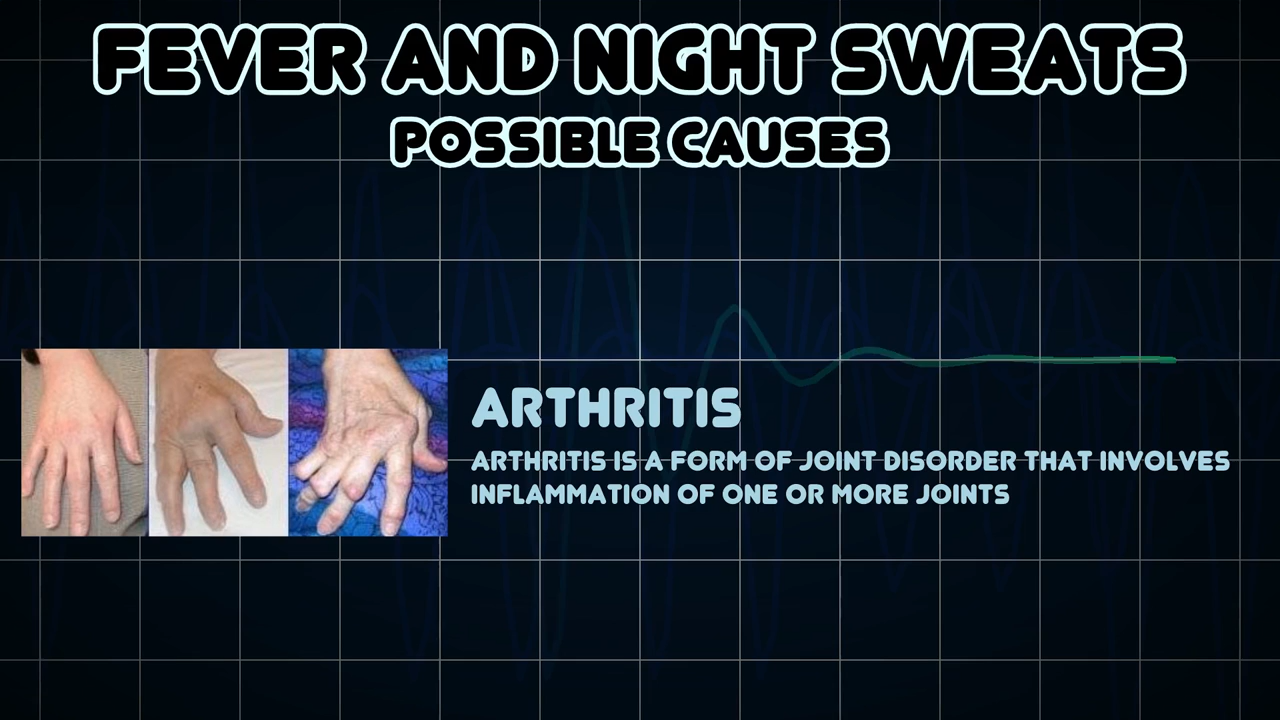 FEVER AND NIGHT SWEATS
POSSIBLE CAUSES
ARTHRITIS
ARTHRITIS IS A FORM OF JOINT DISORDER THAT INVOLVES
INFLAMMATION OF ONE OR MORE JOINTS